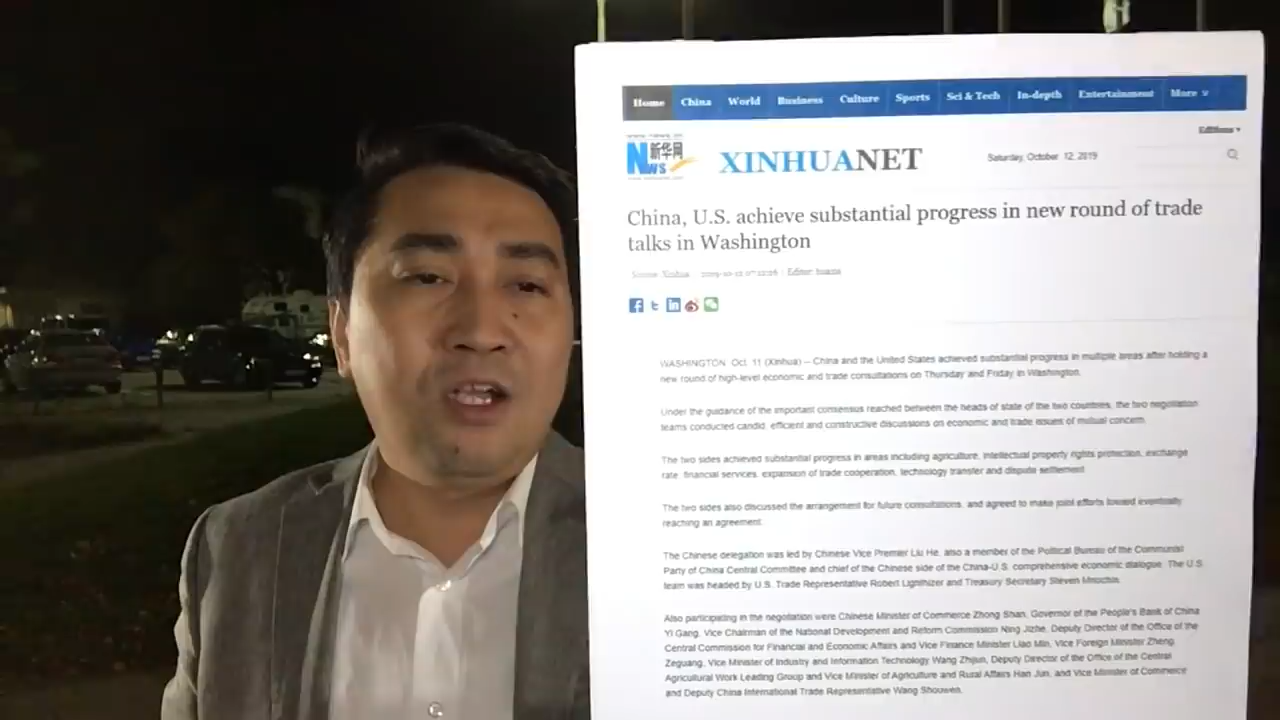 Home China World Business Culture Sports Sci & Tech In-depth Entertainment More
Editions
新华网
NEWS
XINHUANET
Saturday, October 12, 2019
China, U.S. achieve substantial progress in new round of trade
talks in Washington
Source: Xinhua 2019-10-12 07:12:26 Editor: huaxia
WASHINGTON, Oct. 11 (Xinhua) -- China and the United States achieved substantial progress in multiple areas after holding a
new round of high-level economic and trade consultations on Thursday and Friday in Washington.
Under the guidance of the important consensus reached between the heads of state of the two countries, the two negotiation
teams conducted candid, efficient and constructive discussions on economic and trade issues of mutual concern.
The two sides achieved substantial progress in areas including agriculture, intellectual property rights protection, exchange
rate, financial services, expansion of trade cooperation, technology transfer and dispute settlement.
The two sides also discussed the arrangement for future consultations, and agreed to make joint efforts toward eventually
reaching an agreement.
The Chinese delegation was led by Chinese Vice Premier Liu He, also a member of the Political Bureau of the Communist
Party of China Central Committee and chief of the Chinese side of the China-U.S. comprehensive economic dialogue. The U.S.
team was headed by U.S. Trade Representative Robert Lighthizer and Treasury Secretary Steven Mnuchin.
Also participating in the negotiation were Chinese Minister of Commerce Zhong Shan, Governor of the People's Bank of China
Yi Gang, Vice Chairman of the National Development and Reform Commission Ning Jizhe, Deputy Director of the Office of the
Central Commission for Financial and Economic Affairs and Vice Finance Minister Liao Min, Vice Foreign Minister Zheng
Zeguang, Vice Minister of Industry and Information Technology Wang Zhijun, Deputy Director of the Office of the Central
Agricultural Work Leading Group and Vice Minister of Agriculture and Rural Affairs Han Jun, and Vice Minister of Commerce
and Deputy China International Trade Representative Wang Shouwen.